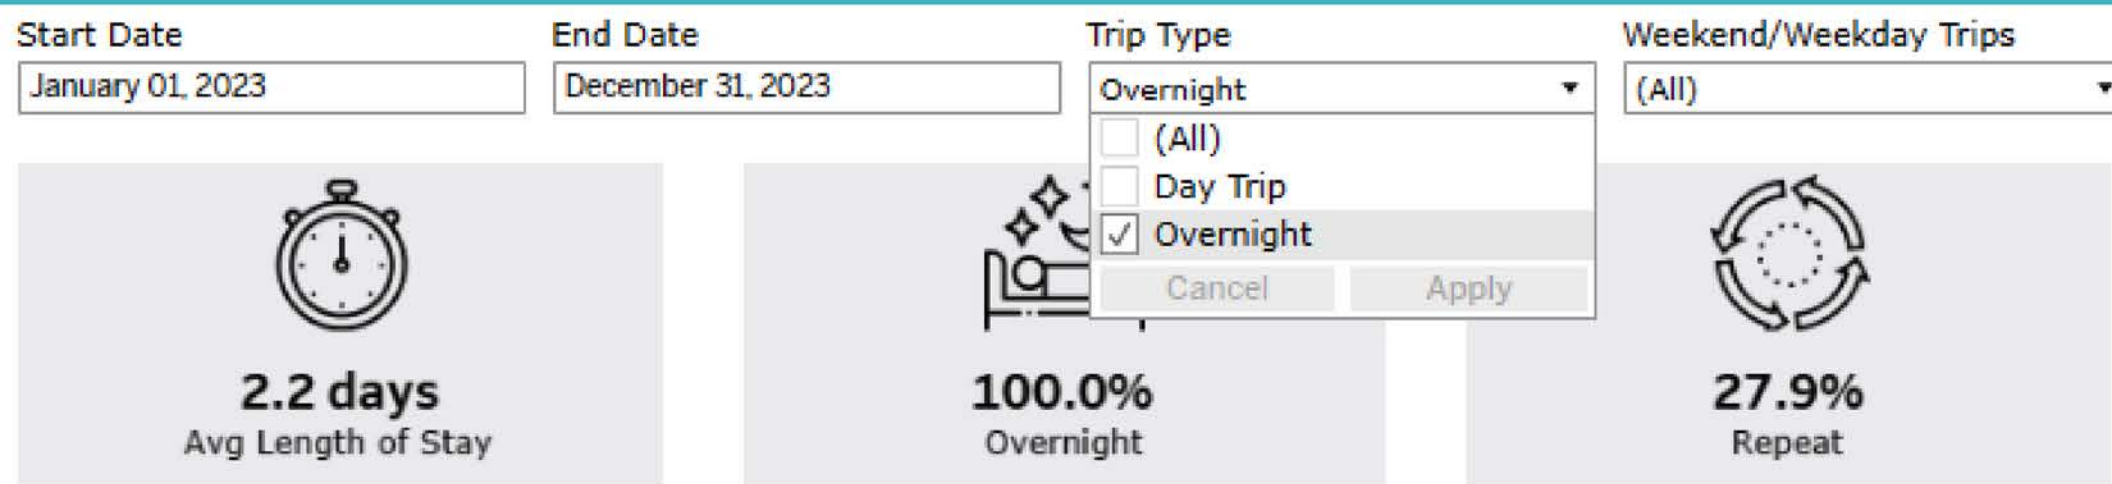 Start Date
End Date
Trip Type
Weekend/Weekday Trips
January 01, 2023
December 31, 2023
Overnight
(All)
(All)
Day Trip
Overnight
Cancel
Apply
2.2 days
Avg Length of Stay
100.0%
Overnight
27.9%
Repeat